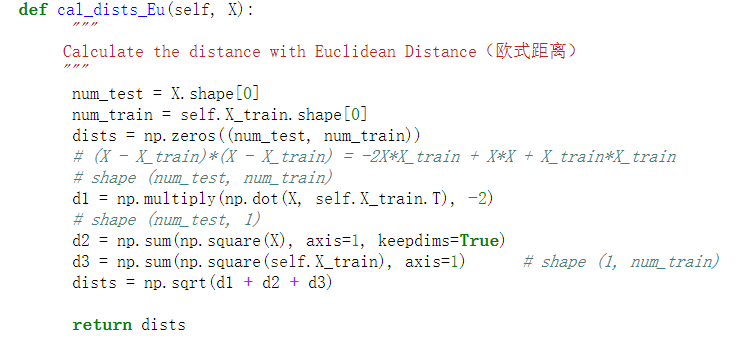 def cal_dists_Eu(self, X):
"""
Calculate the distance with Euclidean Distance（欧式距离）
"""
num_test = X.shape[0]
num_train = self.X_train.shape[0]
dists = np.zeros((num_test, num_train))
# (X - X_train)*(X - X_train) = -2X*X_train + X*X + X_train*X_train
# shape (num_test, num_train)
d1 = np.multiply(np.dot(X, self.X_train.T), -2)
# shape (num_test, 1)
d2 = np.sum(np.square(X), axis=1, keepdims=True)
d3 = np.sum(np.square(self.X_train), axis=1) # shape (1, num_train)
dists = np.sqrt(d1 + d2 + d3)
return dists